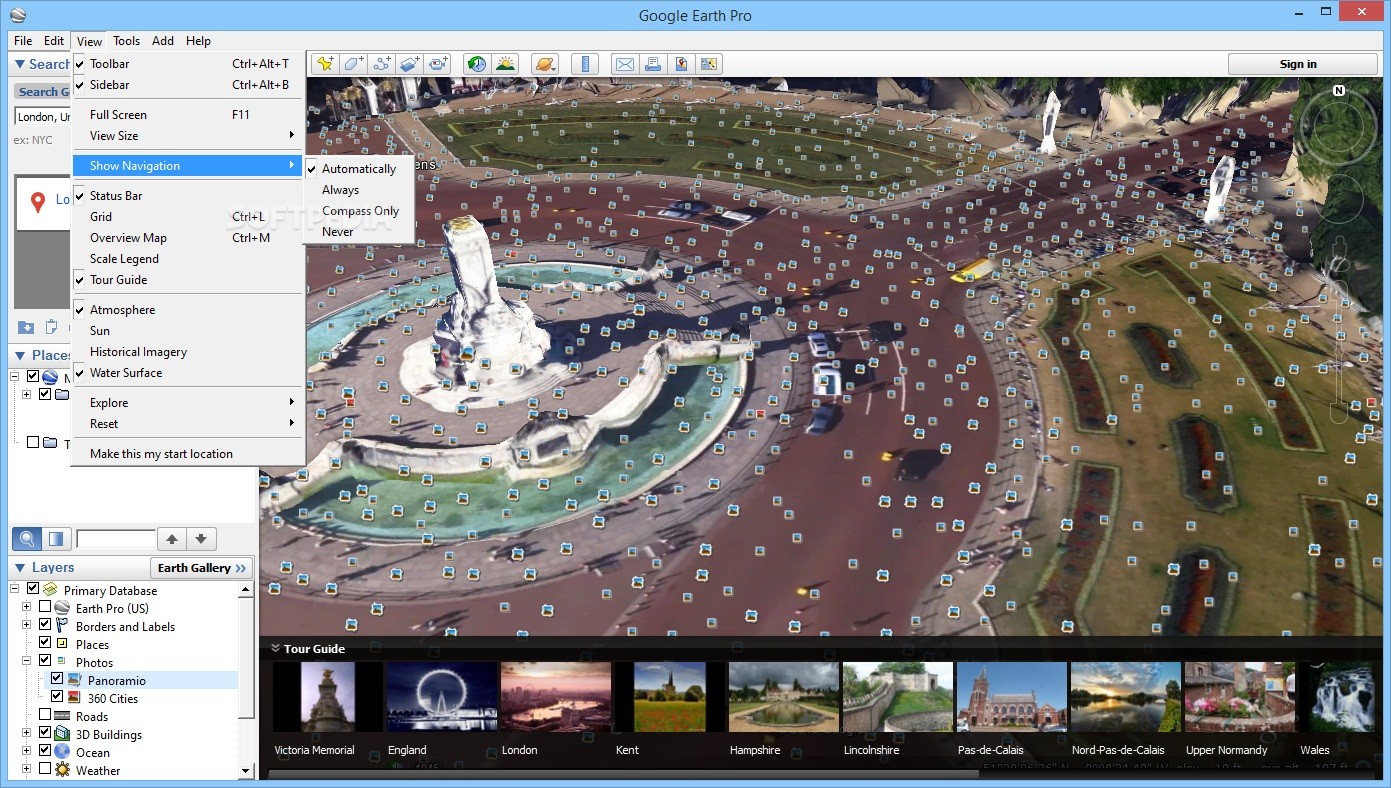 Google Earth Pro
File Edit View Tools Add Help
Search
Search G
London, Un
ex: NYC
Lo
Toolbar Ctrl+Alt+T
Sidebar Ctrl+Alt+B
Full Screen F11
View Size
Show Navigation
Status Bar
Grid Ctrl+L
Overview Map Ctrl+M
Scale Legend
Tour Guide
Atmosphere
Sun
Historical Imagery
Water Surface
Explore
Reset
Make this my start location
Automatically
Always
Compass Only
Never
ens
SOFTPEDIA
Sign in
N
Places
M
T
Layers
Earth Gallery
Primary Database
Earth Pro (US)
Borders and Labels
Places
Photos
Panoramio
360 Cities
Roads
3D Buildings
Ocean
Weather
Tour Guide
Victoria Memorial
England
London
Kent
Hampshire
Lincolnshire
Pas-de-Calais
Nord-Pas-de-Calais
Upper Normandy
Wales